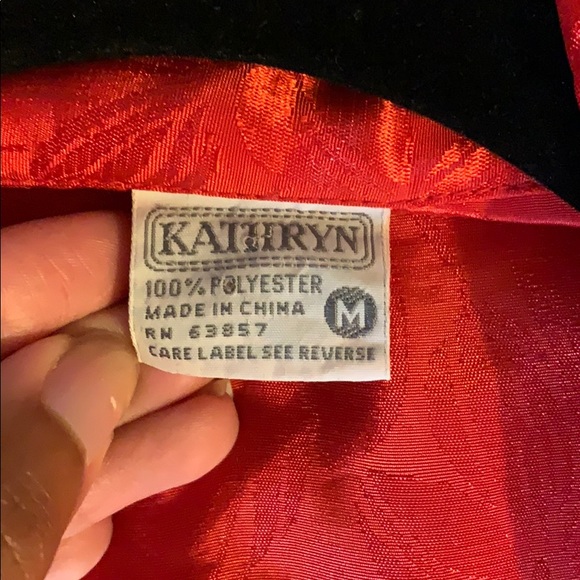 KATHRYN
100% POLYESTER
MADE IN CHINA
RN 63857
CARE LABEL SEE REVERSE
M